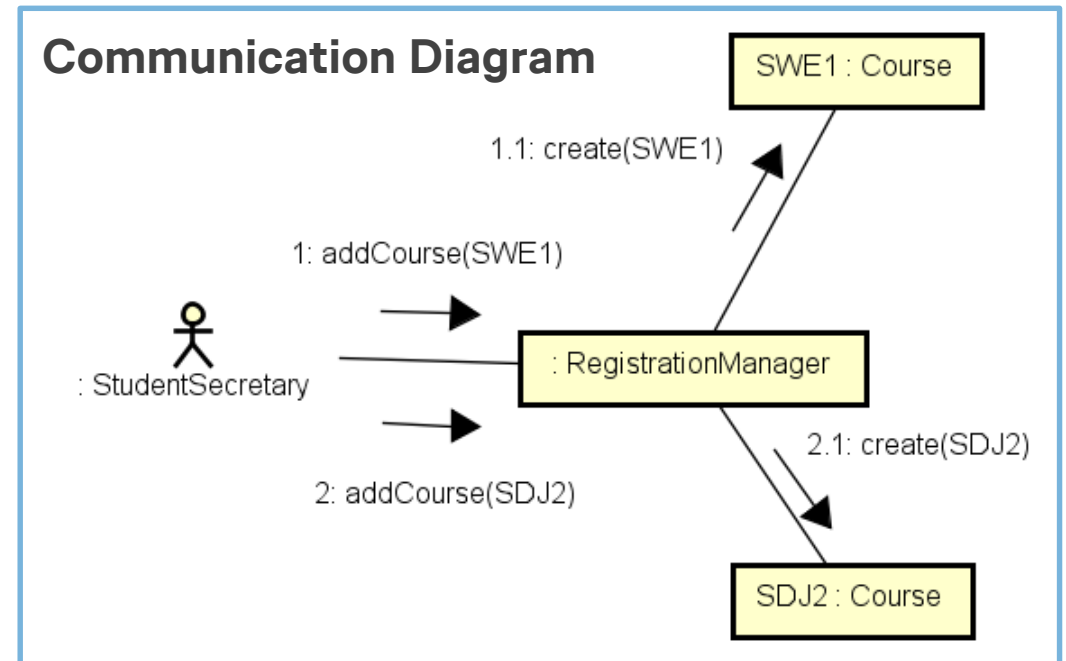 Communication Diagram
SWE1 : Course
1.1: create(SWE1)
1: addCourse(SWE1)
: RegistrationManager
: StudentSecretary
2.1: create(SDJ2)
2: addCourse(SDJ2)
SDJ2 : Course